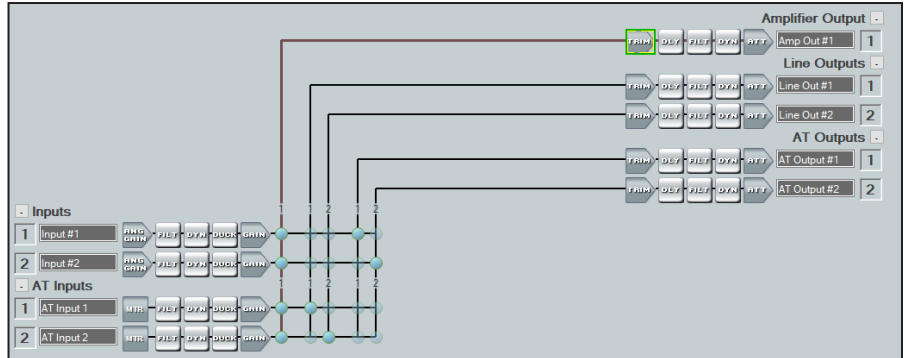 Amplifier Output -
TRIM DLY FILT DYN ATT Amp Out #1 1
Line Outputs -
TRIM DLY FILT DYN ATT Line Out #1 1
TRIM DLY FILT DYN ATT Line Out #2 2
AT Outputs -
TRIM DLY FILT DYN ATT AT Output #1 1
TRIM DLY FILT DYN ATT AT Output #2 2
1 1 2 1 2
- Inputs
1 Input #1 ANG GAIN FILT DYN DUCK GAIN
2 Input #2 ANG GAIN FILT DYN DUCK GAIN
- AT Inputs
1 1 2 1 2
1 AT Input 1 MTR FILT DYN DUCK GAIN
2 AT Input 2 MTR FILT DYN DUCK GAIN